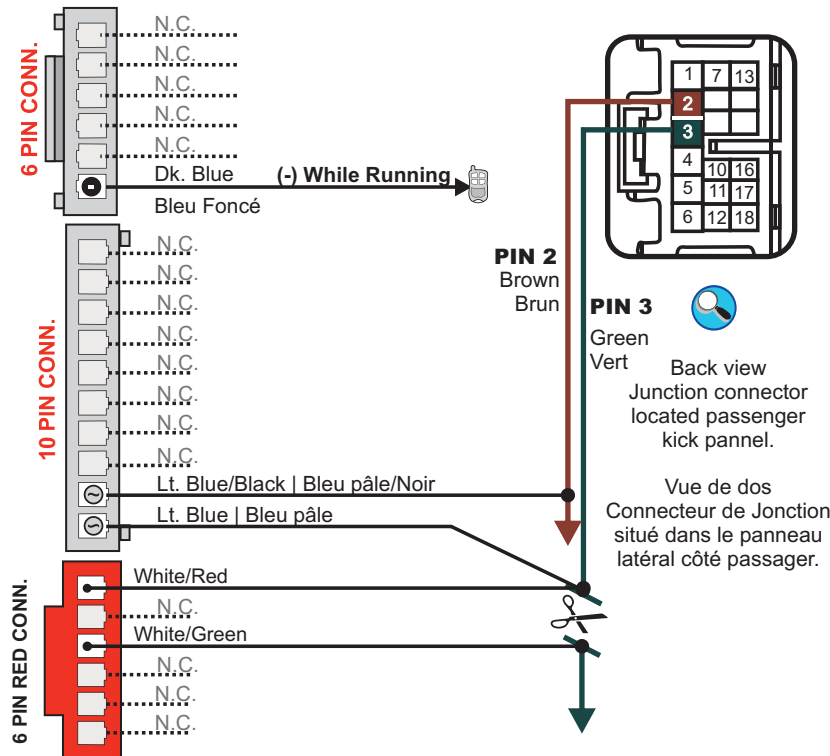 6 PIN CONN.
N.C.
N.C.
N.C.
N.C.
N.C.
Dk. Blue
(-) While Running
Bleu Foncé
10 PIN CONN.
N.C.
N.C.
N.C.
N.C.
N.C.
N.C.
N.C.
N.C.
Lt. Blue/Black | Bleu pâle/Noir
Lt. Blue | Bleu pâle
6 PIN RED CONN.
White/Red
N.C.
White/Green
N.C.
N.C.
N.C.
1 7 13
2
3
4
10 16
5 11 17
6 12 18
PIN 2
Brown
Brun
PIN 3
Green
Vert
Back view
Junction connector
located passenger
kick pannel.
Vue de dos
Connecteur de Jonction
situé dans le panneau
latéral côté passager.